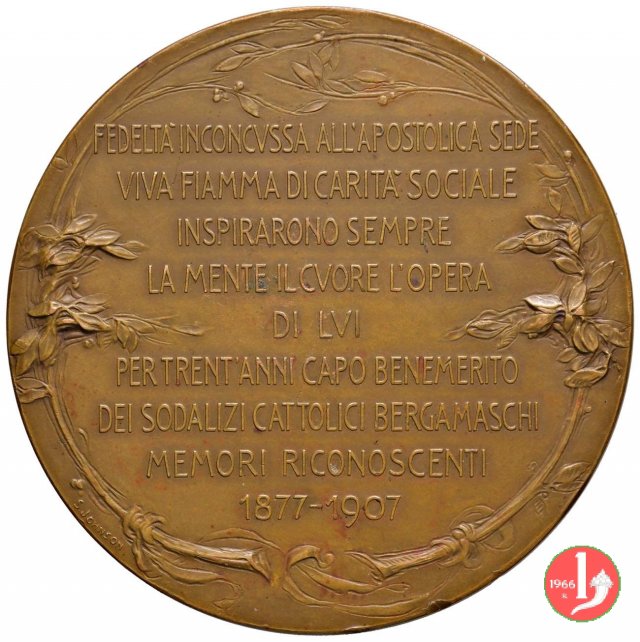 FEDELTÀ INCONCVSSA ALL'APOSTOLICA SEDE
VIVA FIAMMA DI CARITÀ SOCIALE
INSPIRARONO SEMPRE
LA MENTE IL CVORE L'OPERA
DI LVI
PER TRENT'ANNI CAPO BENEMERITO
DEI SODALIZI CATTOLICI BERGAMASCHI
MEMORI RICONOSCENTI
1877-1907
S. JOHNSON
1966